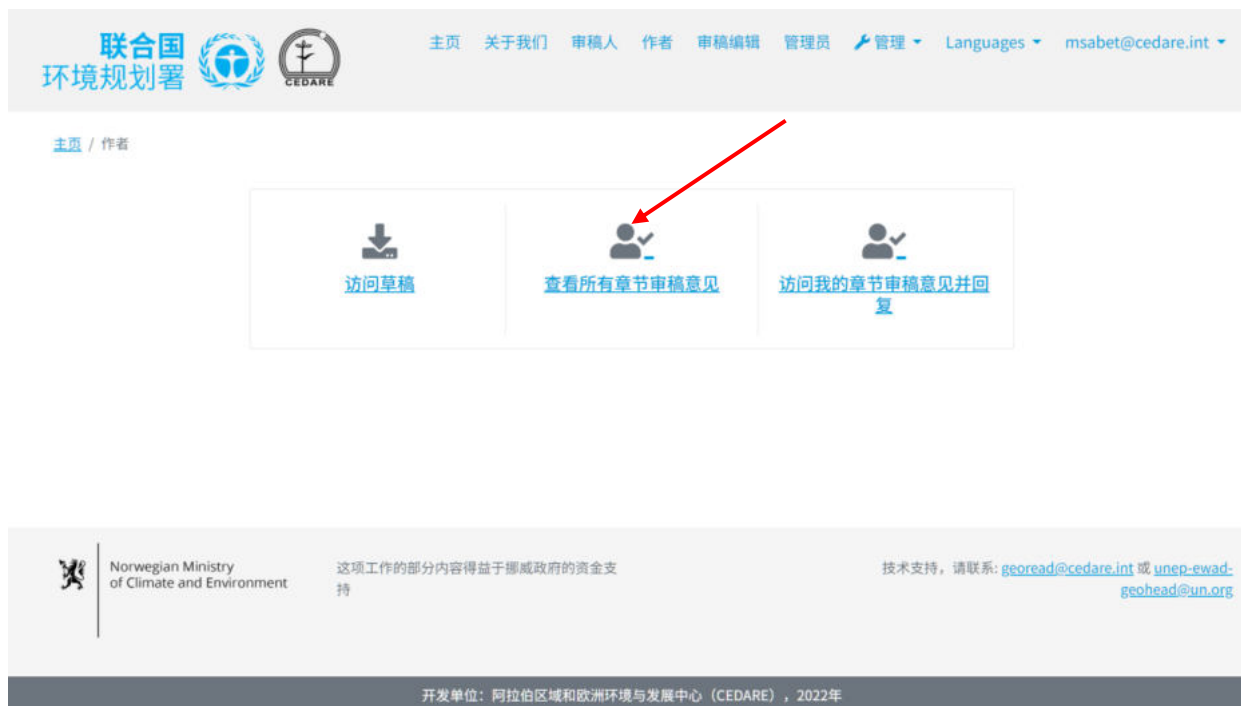 联合国
环境规划署
CEDARE
主页 关于我们 审稿人 作者 审稿编辑 管理员 管理 Languages msabet@cedare.int
主页 / 作者
访问草稿
查看所有章节审稿意见
访问我的章节审稿意见并回
复
Norwegian Ministry
of Climate and Environment
这项工作的部分内容得益于挪威政府的资金支
持
技术支持，请联系: georead@cedare.int 或 unep-ewad-
geohead@un.org
开发单位：阿拉伯区域和欧洲环境与发展中心（CEDARE），2022年